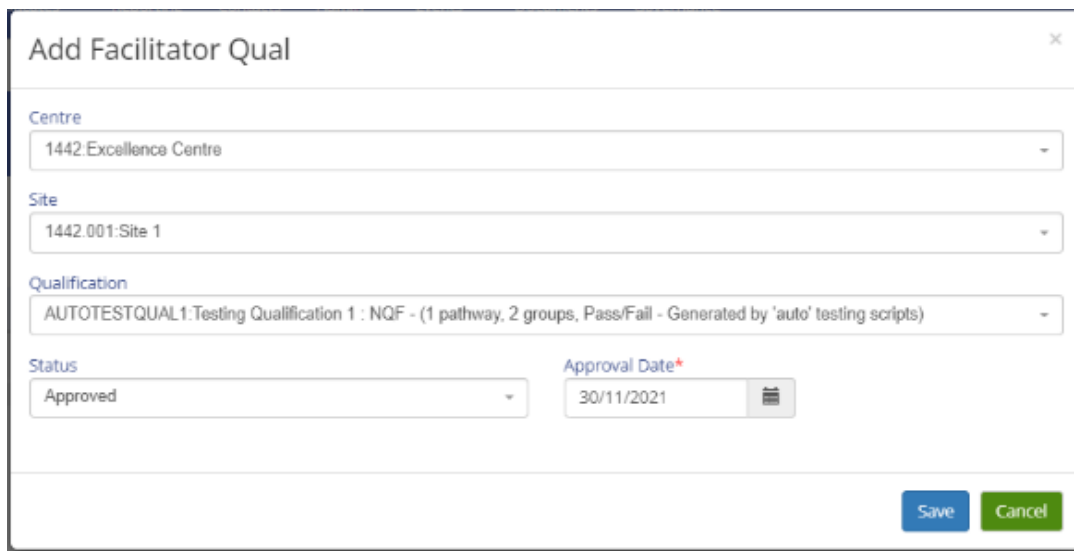 Add Facilitator Qual
×
Centre
1442:Excellence Centre
Site
1442.001:Site 1
Qualification
AUTOTESTQUAL1:Testing Qualification 1 : NQF - (1 pathway, 2 groups, Pass/Fail - Generated by 'auto' testing scripts)
Status
Approval Date*
Approved
30/11/2021
Save
Cancel